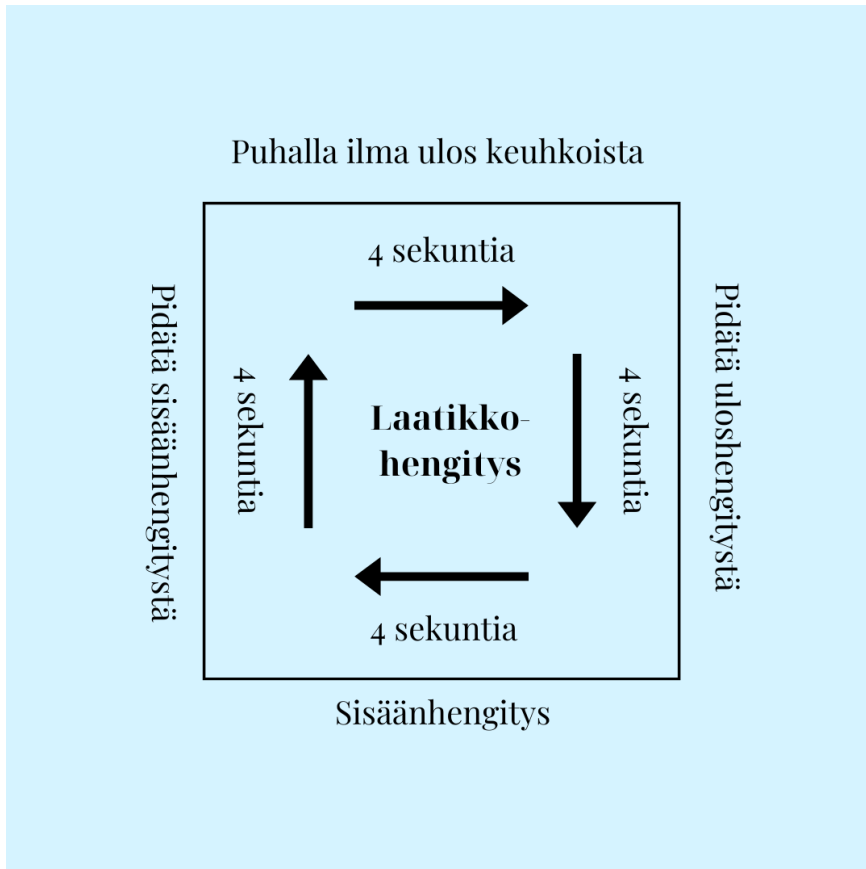 Puhalla ilma ulos keuhkoista
4 sekuntia
Pidätä sisäänhengitystä
4 sekuntia
Laatikko-
hengitys
4 sekuntia
Pidätä uloshengitystä
4 sekuntia
Sisäänhengitys